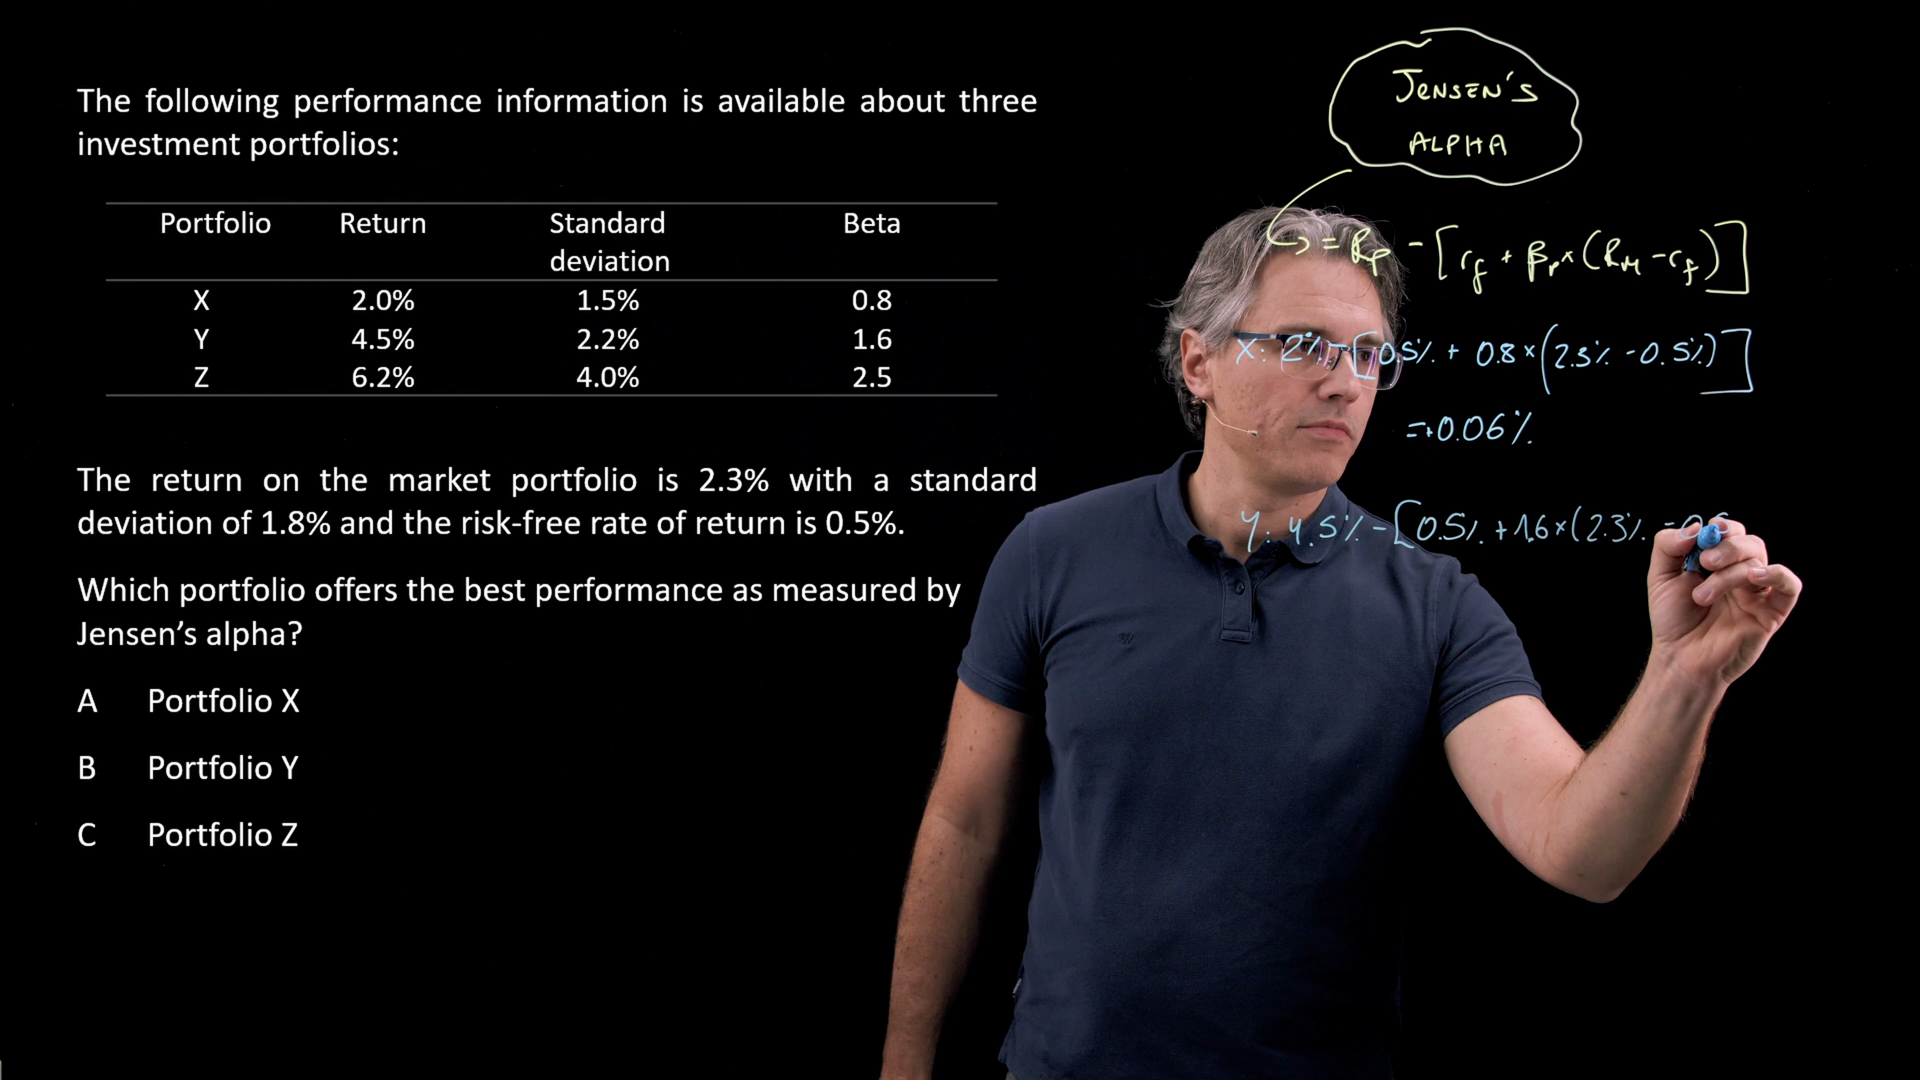 The following performance information is available about three
investment portfolios:
Portfolio Return Standard deviation Beta
X 2.0% 1.5% 0.8
Y 4.5% 2.2% 1.6
Z 6.2% 4.0% 2.5
The return on the market portfolio is 2.3% with a standard
deviation of 1.8% and the risk-free rate of return is 0.5%.
Which portfolio offers the best performance as measured by
Jensen’s alpha?
A Portfolio X
B Portfolio Y
C Portfolio Z
JENSEN'S
ALPHA
= Rp - [rf + βp × (RM - rf)]
X: 2% - [0.5% + 0.8 × (2.3% - 0.5%)]
= +0.06%
Y: 4.5% - [0.5% + 1.6 × (2.3% -